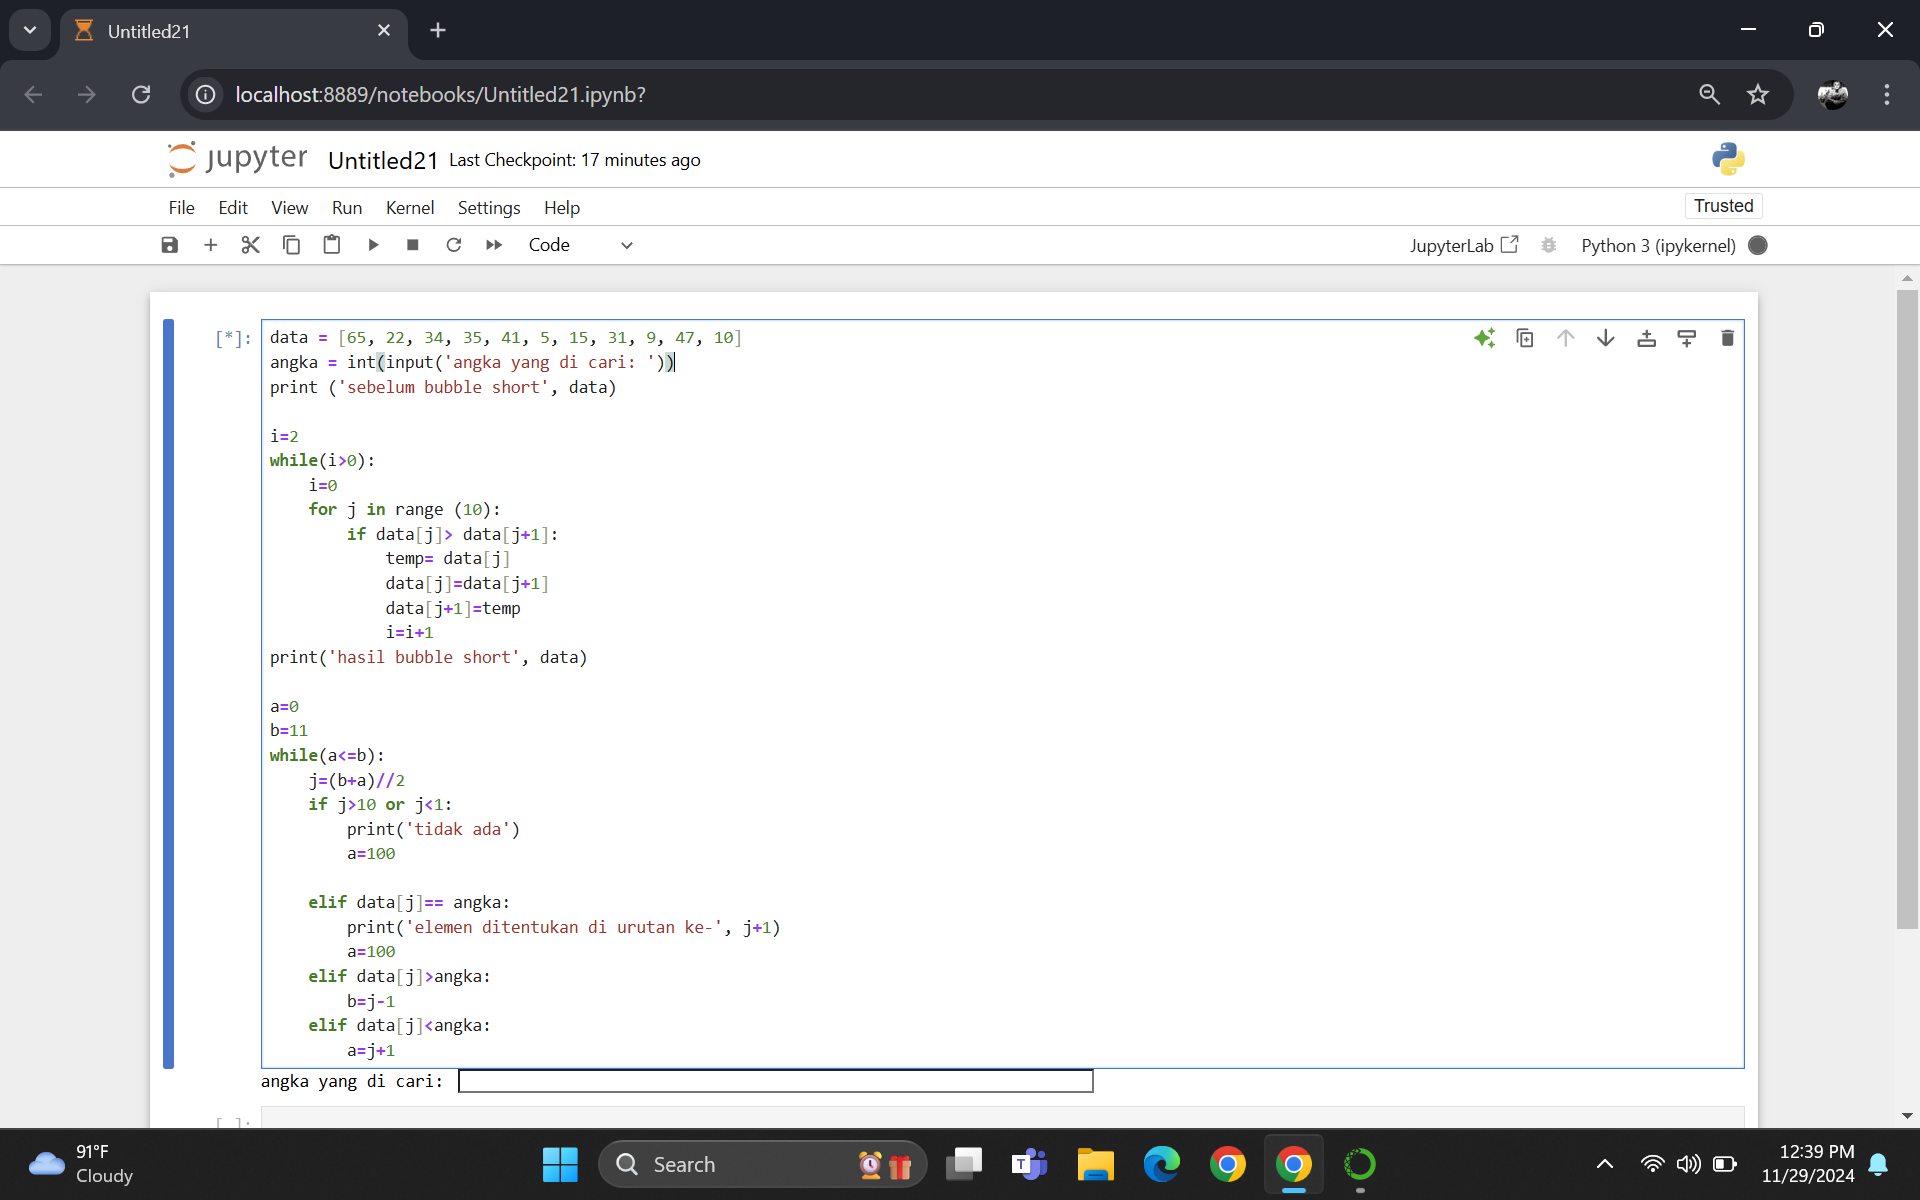 Untitled21
localhost:8889/notebooks/Untitled21.ipynb?
jupyter Untitled21 Last Checkpoint: 17 minutes ago
File Edit View Run Kernel Settings Help Trusted
Code JupyterLab Python 3 (ipykernel)
[*]: data = [65, 22, 34, 35, 41, 5, 15, 31, 9, 47, 10]
angka = int(input('angka yang di cari: '))
print ('sebelum bubble short', data)
i=2
while(i>0):
    i=0
    for j in range (10):
        if data[j]> data[j+1]:
            temp= data[j]
            data[j]=data[j+1]
            data[j+1]=temp
            i=i+1
print('hasil bubble short', data)
a=0
b=11
while(a<=b):
    j=(b+a)//2
    if j>10 or j<1:
        print('tidak ada')
        a=100
    elif data[j]== angka:
        print('elemen ditentukan di urutan ke-', j+1)
        a=100
    elif data[j]>angka:
        b=j-1
    elif data[j]<angka:
        a=j+1
angka yang di cari:
[ ]:
91°F
Cloudy
Search
12:39 PM
11/29/2024